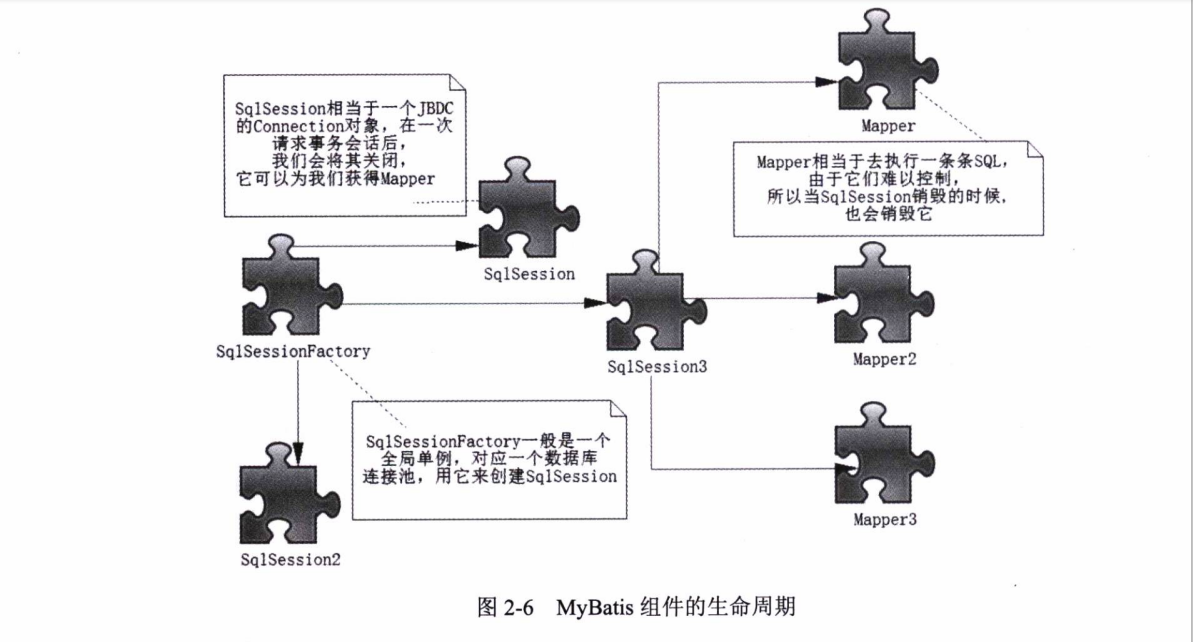 Mapper
SqlSession相当于一个JBDC
的Connection对象，在一次
请求事务会话后，
我们会将其关闭，
它可以为我们获得Mapper
Mapper相当于去执行一条条SQL，
由于它们难以控制，
所以当SqlSession销毁的时候，
也会销毁它
SqlSession
SqlSessionFactory
SqlSession3
Mapper2
SqlSessionFactory一般是一个
全局单例，对应一个数据库
连接池，用它来创建SqlSession
Mapper3
SqlSession2
图 2-6 MyBatis 组件的生命周期